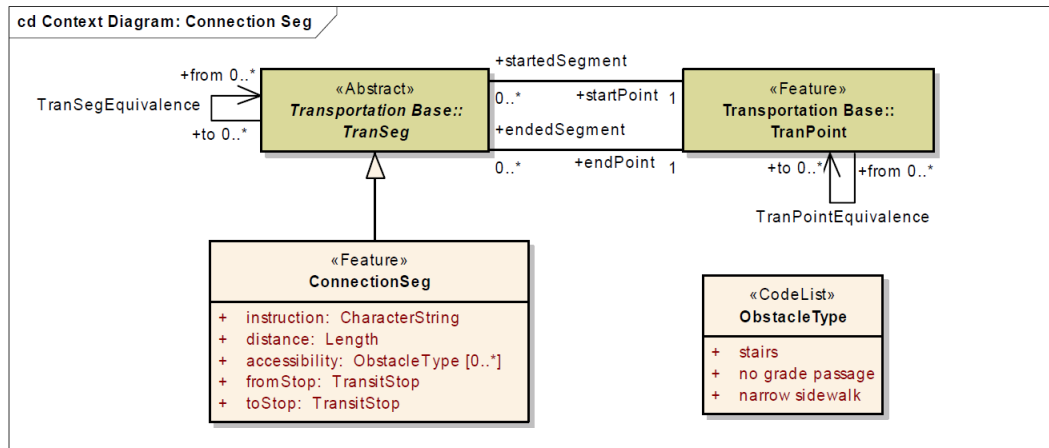 cd Context Diagram: Connection Seg
+from 0..*
TranSegEquivalence
+to 0..*
«Abstract»
Transportation Base::
TranSeg
+startedSegment
0..*
+startPoint 1
+endedSegment
0..*
+endPoint 1
«Feature»
Transportation Base::
TranPoint
+to 0..*
+from 0..*
TranPointEquivalence
«Feature»
ConnectionSeg
+ instruction: CharacterString
+ distance: Length
+ accessibility: ObstacleType [0..*]
+ fromStop: TransitStop
+ toStop: TransitStop
«CodeList»
ObstacleType
+ stairs
+ no grade passage
+ narrow sidewalk